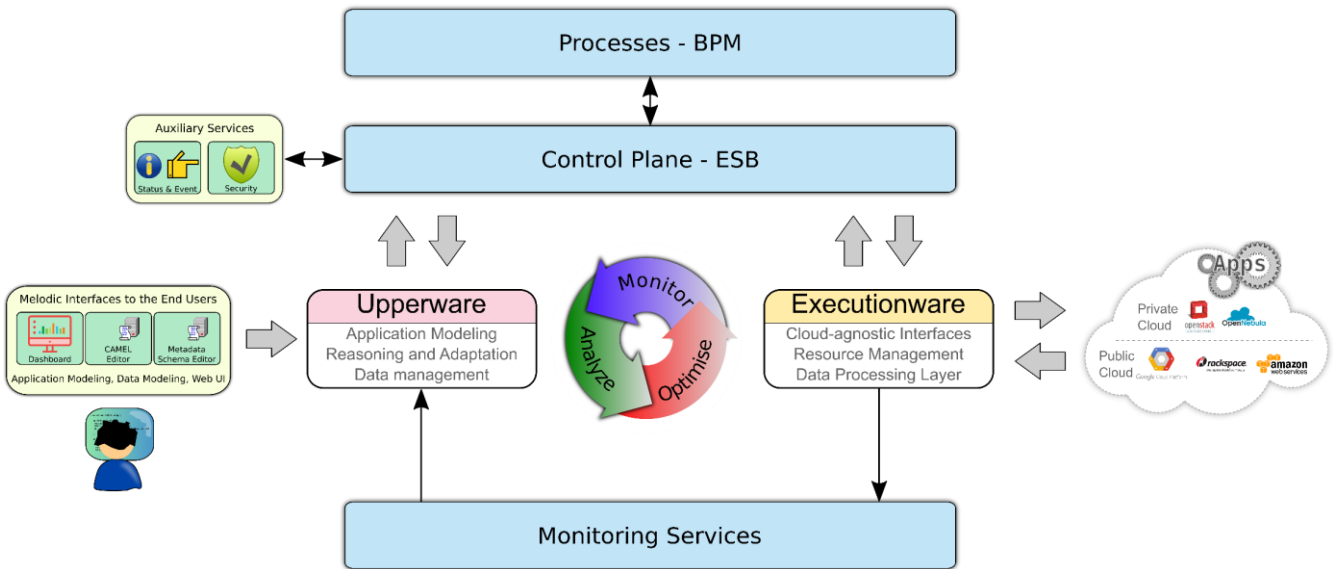 Processes - BPM
Auxiliary Services
Status & Event
Security
Control Plane - ESB
Melodic Interfaces to the End Users
Dashboard
CAMEL
Editor
Metadata
Schema Editor
Application Modeling, Data Modeling, Web UI
Upperware
Application Modeling
Reasoning and Adaptation
Data management
Monitor
Analyze
Optimise
Executionware
Cloud-agnostic Interfaces
Resource Management
Data Processing Layer
Apps
Private
Cloud
openstack
OpenNebula
Public
Cloud
Google Cloud Platform
rackspace
amazon
webservices
Monitoring Services